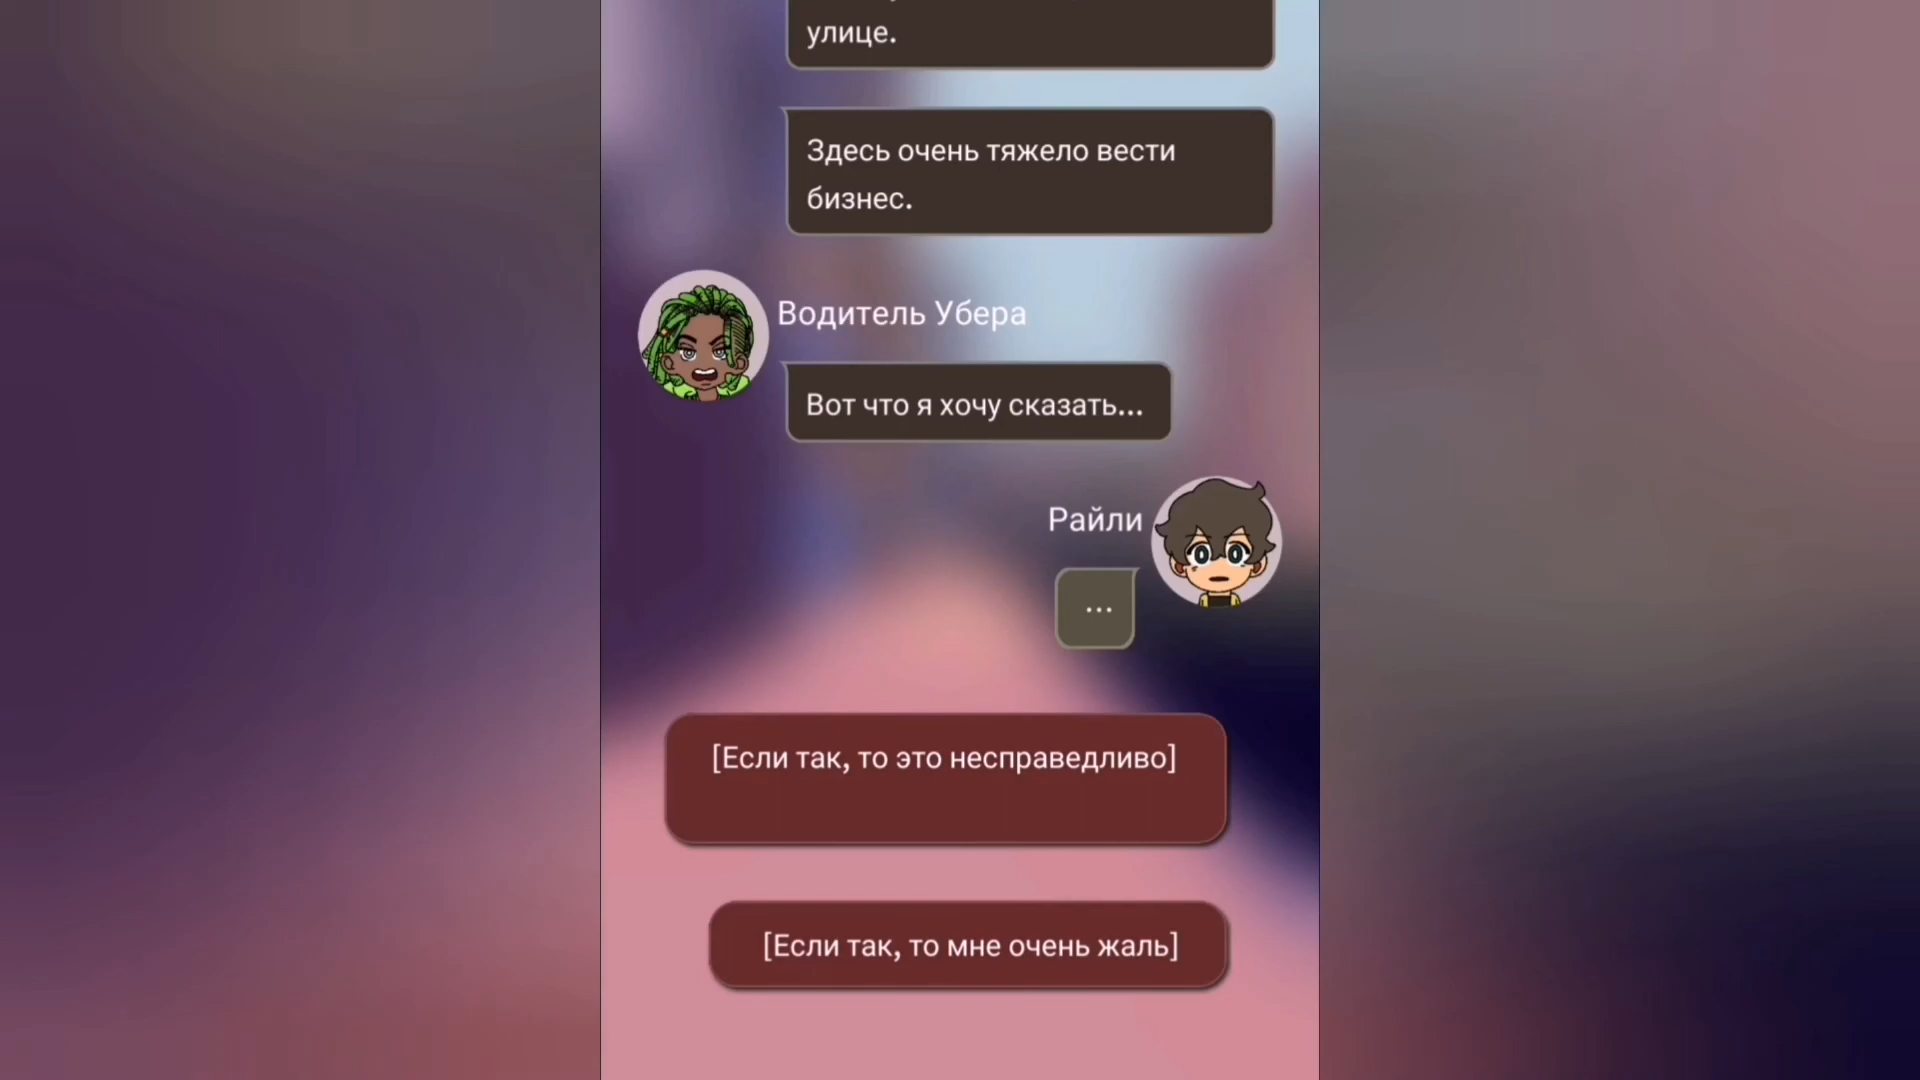 улице.
Здесь очень тяжело вести
бизнес.
Водитель Убера
Вот что я хочу сказать...
Райли
...
[Если так, то это несправедливо]
[Если так, то мне очень жаль]